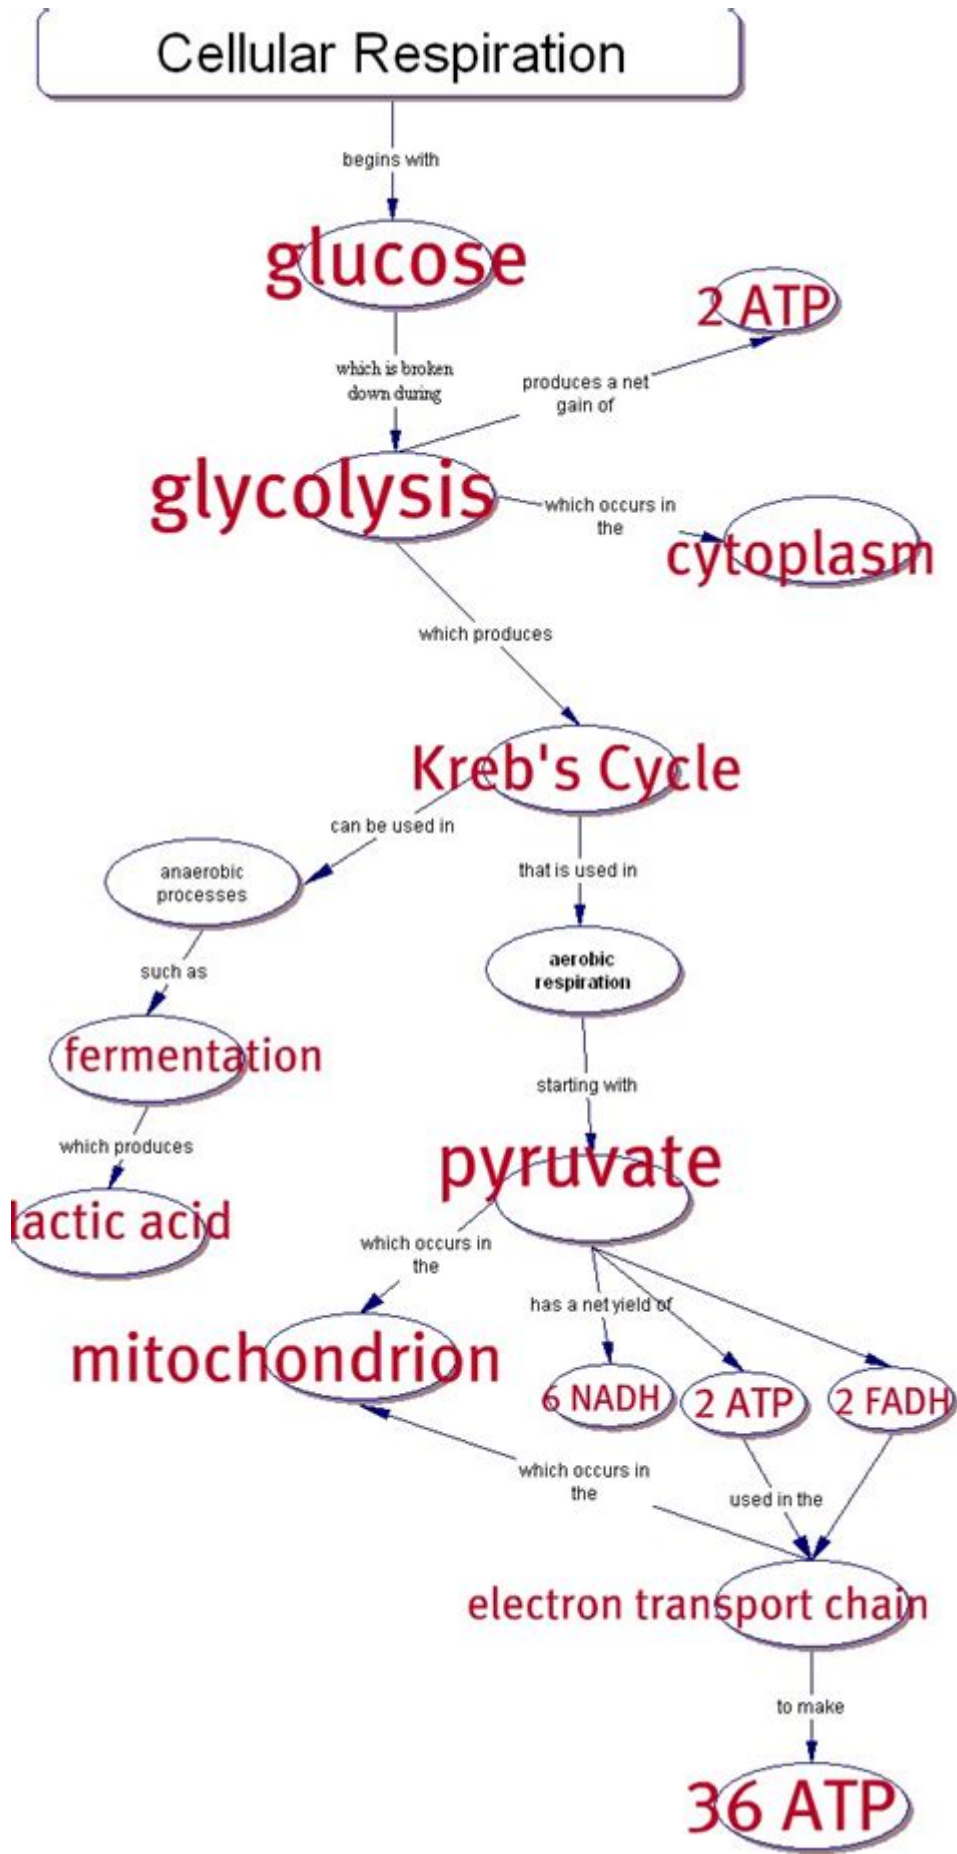 Cellular Respiration
begins with
glucose
2 ATP
which is broken
down during
produces a net
gain of
glycolysis
which occurs in
the
cytoplasm
which produces
Kreb's Cycle
can be used in
anaerobic
processes
that is used in
aerobic
respiration
such as
fermentation
starting with
which produces
pyruvate
lactic acid
which occurs in
the
has a net yield of
mitochondrion
6 NADH
2 ATP
2 FADH
which occurs in
the
used in the
electron transport chain
to make
36 ATP